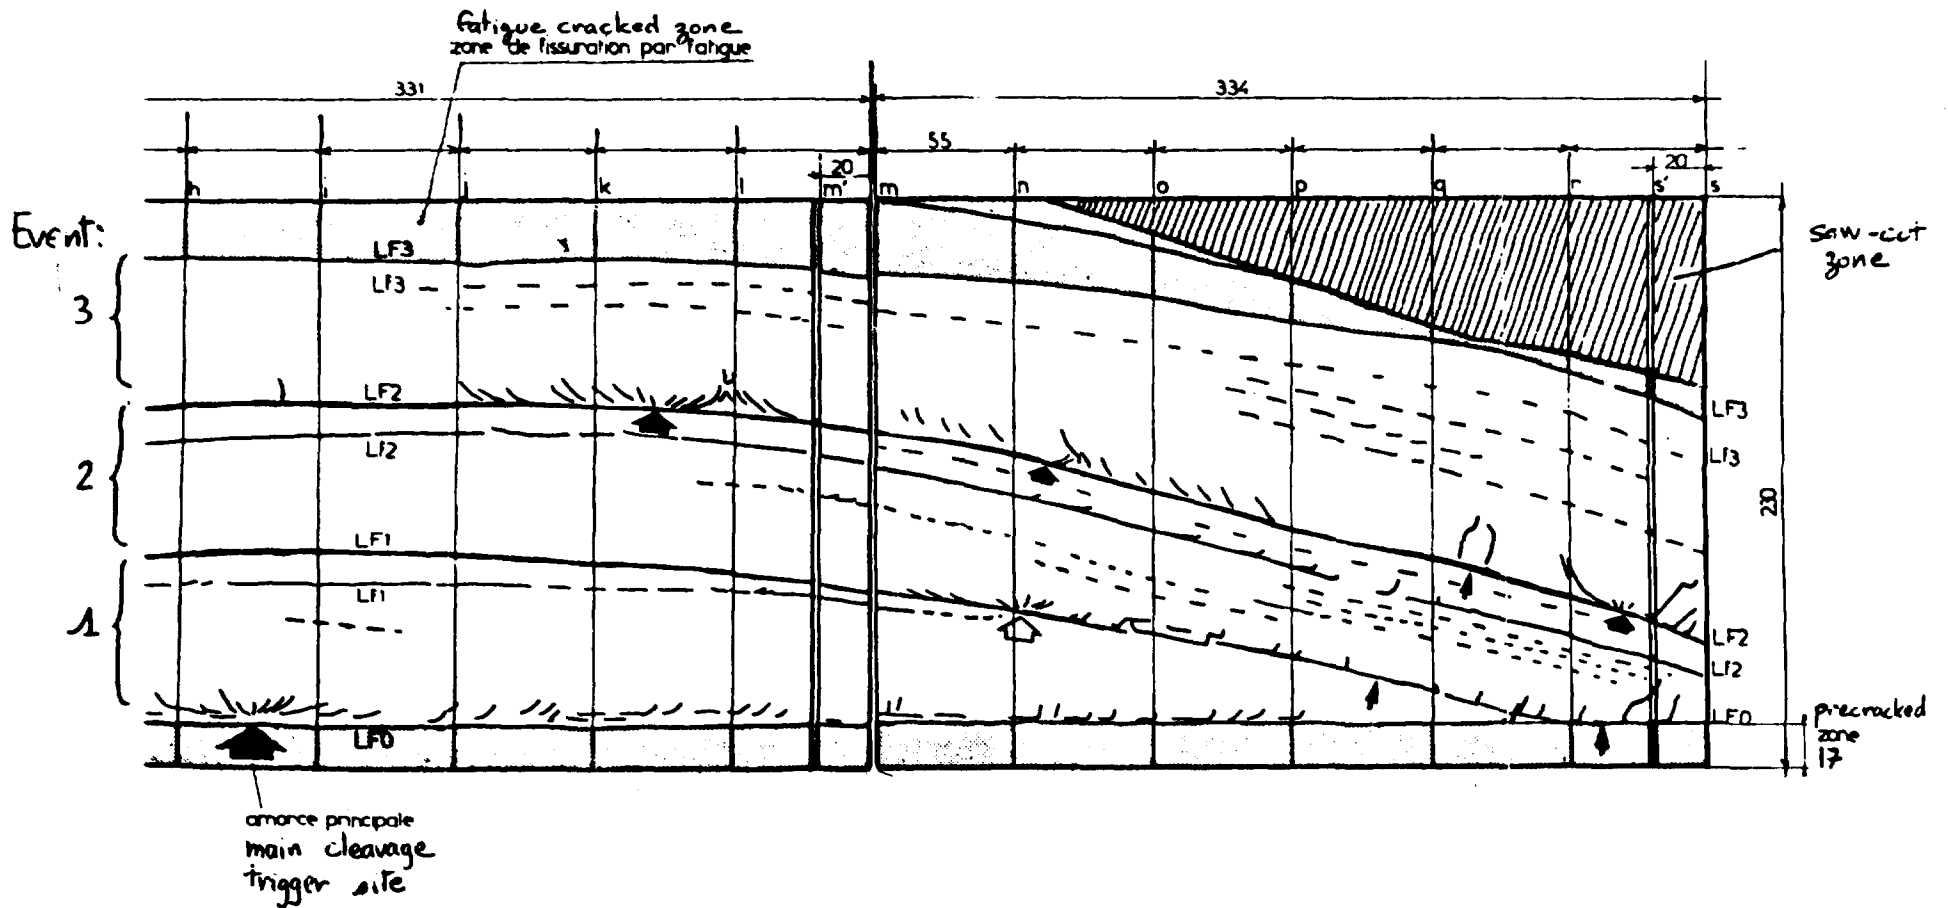 fatigue cracked zone
zone de fissuration par fatigue
331
334
55
20
20
h
i
j
k
l
m'
m
n
o
p
q
r
s'
s
Event:
saw-cut
zone
LF3
LF3
3
LF2
LF3
LF3
LF2
2
230
LF1
LF1
1
LF2
LF2
LF0
LF0
precracked
zone
17
amorce principale
main cleavage
trigger site